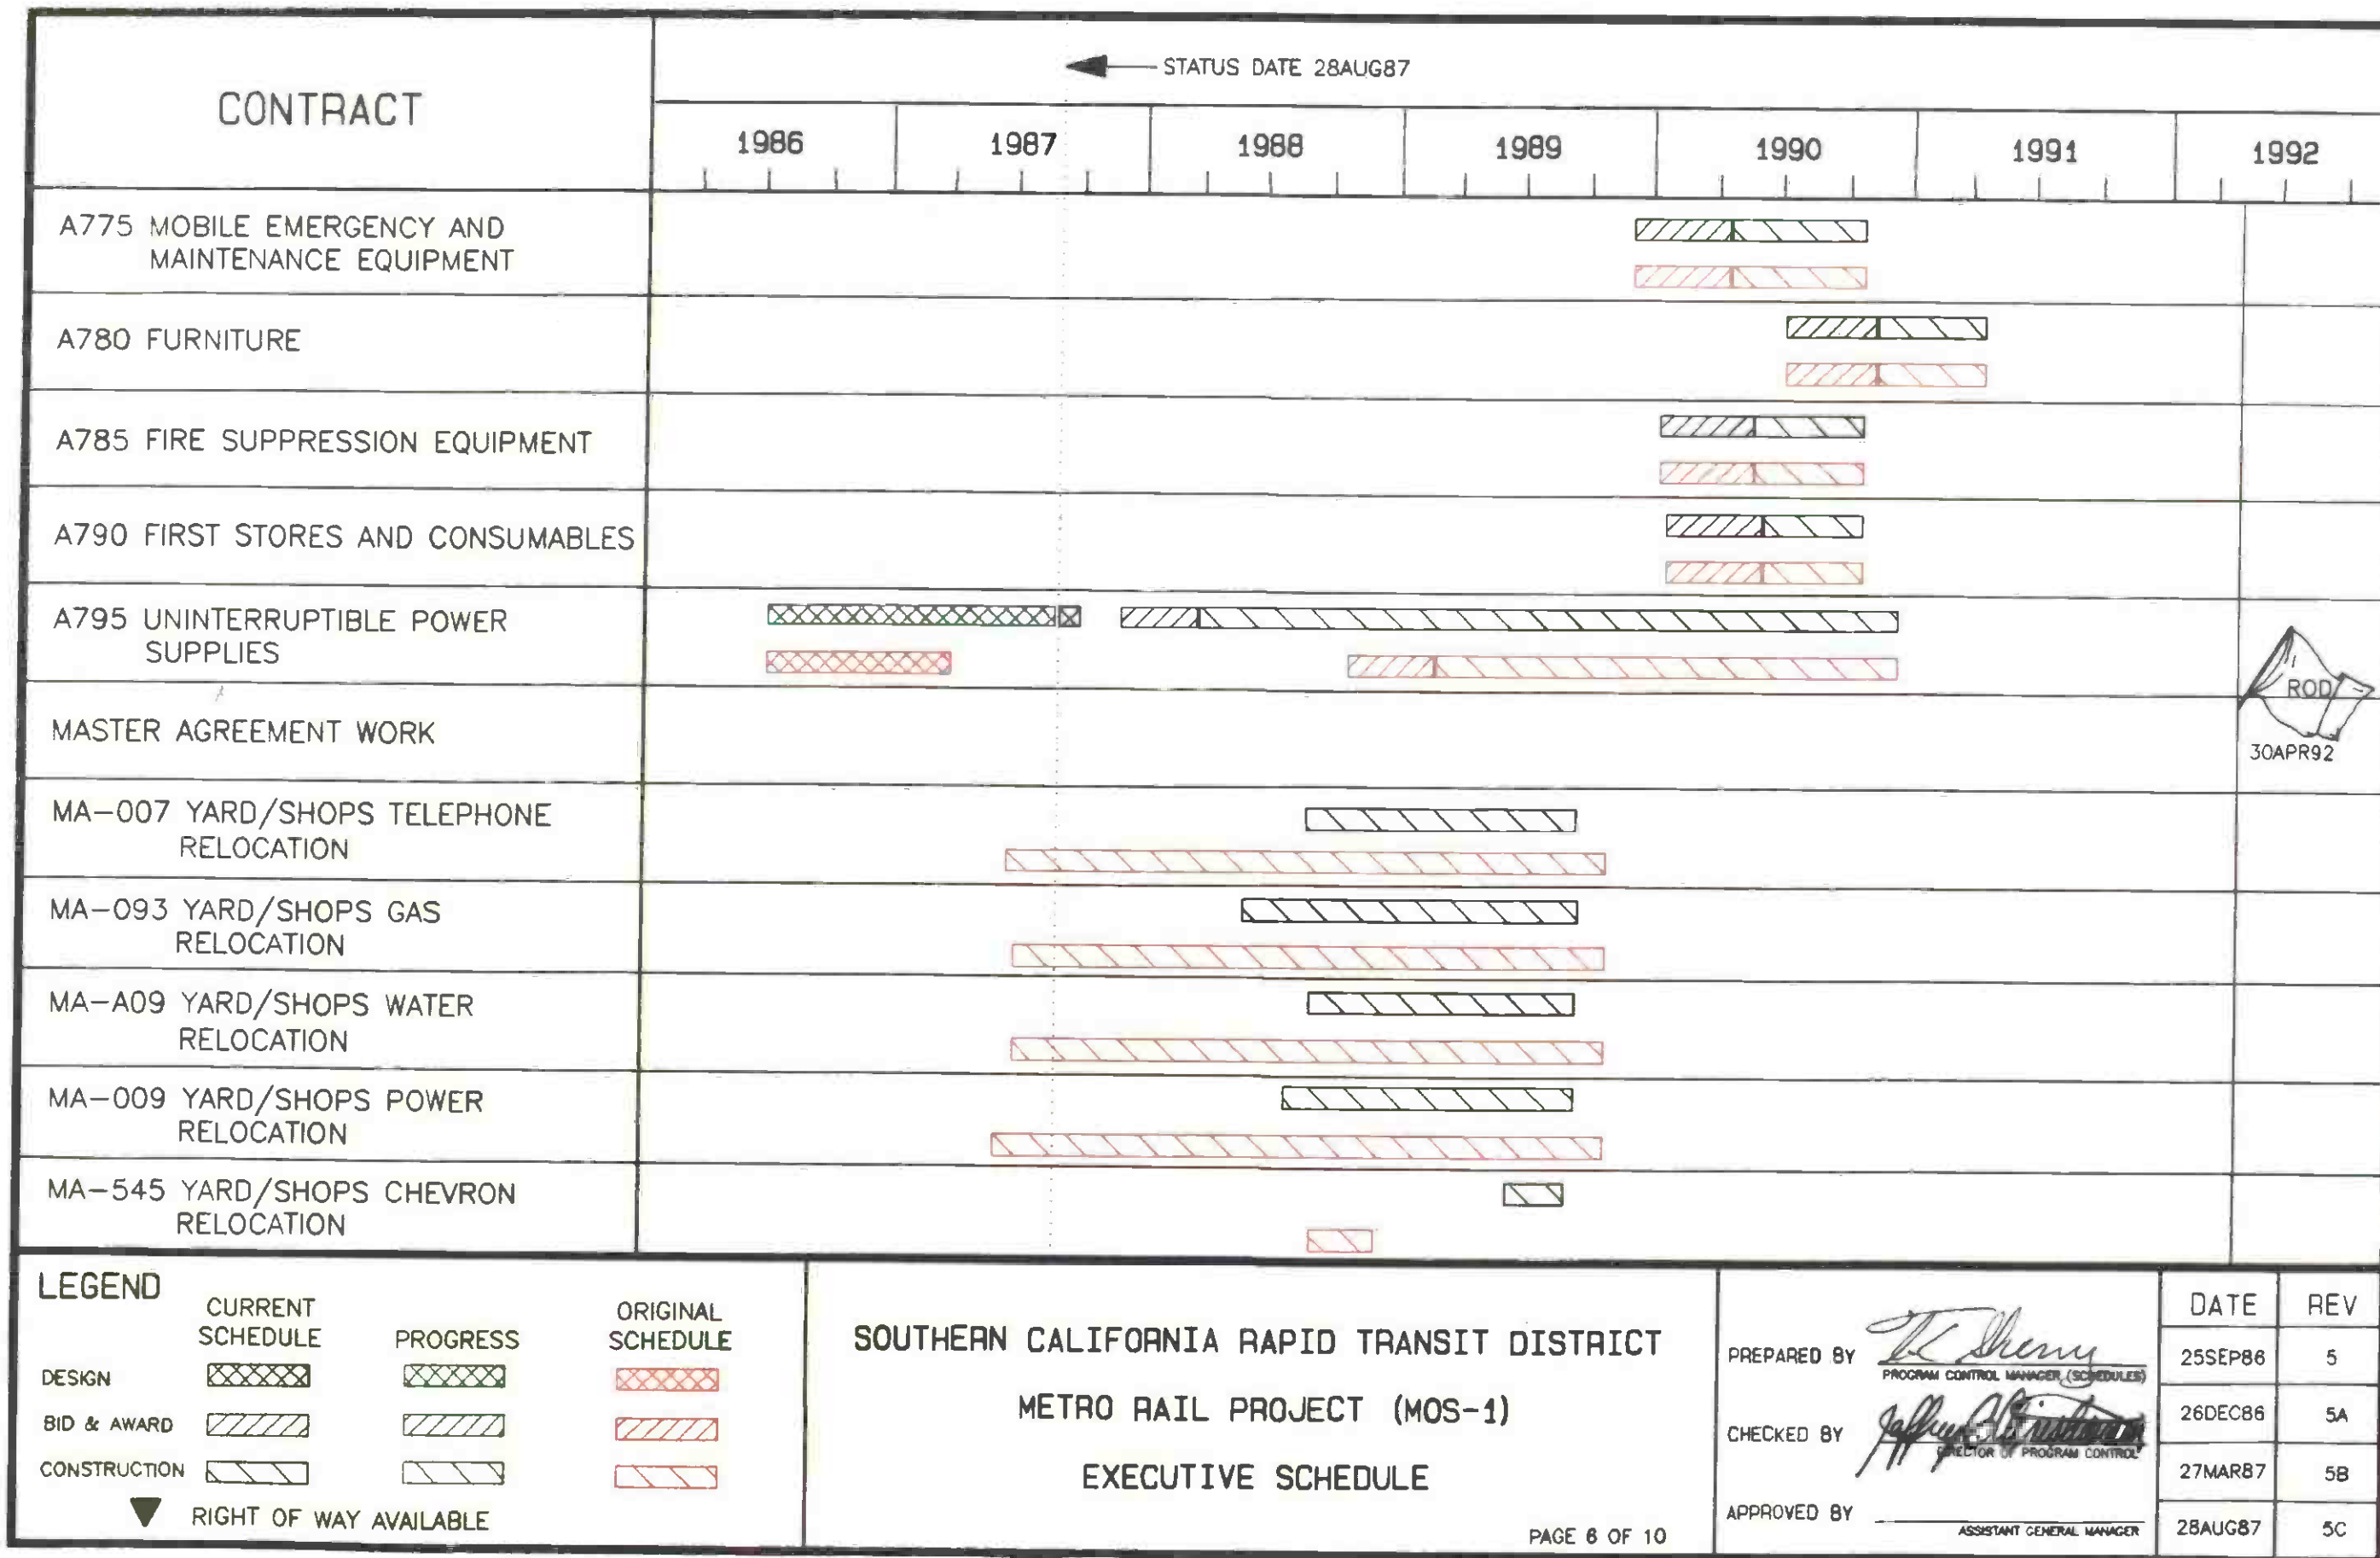 CONTRACT
STATUS DATE 28AUG87
1986 1987 1988 1989 1990 1991 1992
A775 MOBILE EMERGENCY AND
MAINTENANCE EQUIPMENT
A780 FURNITURE
A785 FIRE SUPPRESSION EQUIPMENT
A790 FIRST STORES AND CONSUMABLES
A795 UNINTERRUPTIBLE POWER
SUPPLIES
ROD
30APR92
MASTER AGREEMENT WORK
MA-007 YARD/SHOPS TELEPHONE
RELOCATION
MA-093 YARD/SHOPS GAS
RELOCATION
MA-A09 YARD/SHOPS WATER
RELOCATION
MA-009 YARD/SHOPS POWER
RELOCATION
MA-545 YARD/SHOPS CHEVRON
RELOCATION
LEGEND
CURRENT
SCHEDULE
PROGRESS
ORIGINAL
SCHEDULE
DESIGN
BID & AWARD
CONSTRUCTION
RIGHT OF WAY AVAILABLE
SOUTHERN CALIFORNIA RAPID TRANSIT DISTRICT
METRO RAIL PROJECT (MOS-1)
EXECUTIVE SCHEDULE
PAGE 6 OF 10
PREPARED BY
PROGRAM CONTROL MANAGER (SCHEDULES)
CHECKED BY
DIRECTOR OF PROGRAM CONTROL
APPROVED BY
ASSISTANT GENERAL MANAGER
DATE REV
25SEP86 5
26DEC86 5A
27MAR87 5B
28AUG87 5C